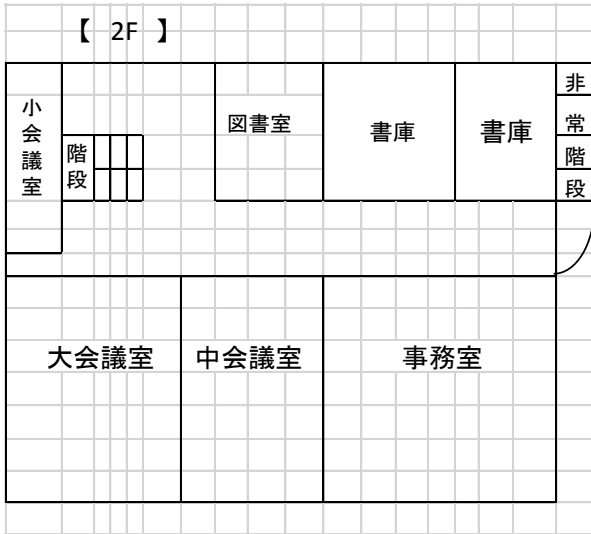 【 2F 】
小会議室
階段
図書室
書庫
書庫
非常階段
大会議室
中会議室
事務室